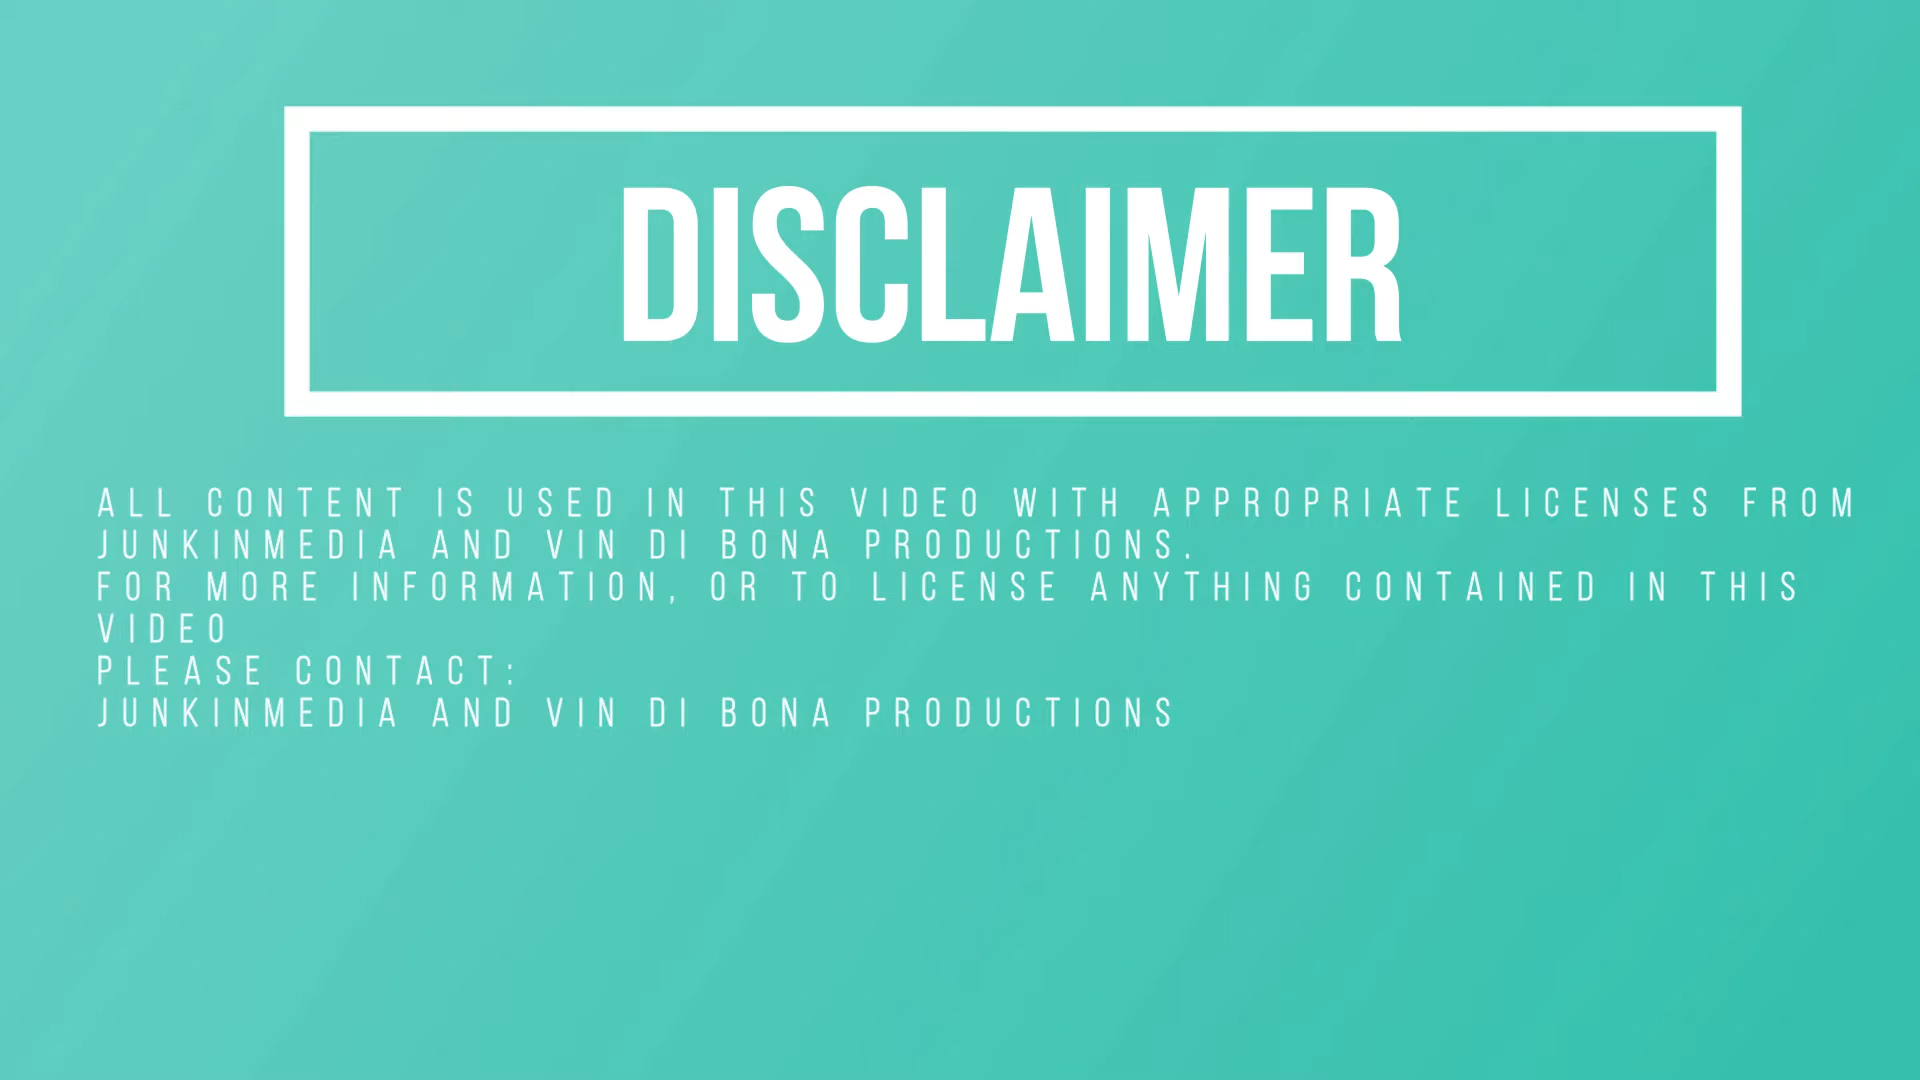 DISCLAIMER
ALL CONTENT IS USED IN THIS VIDEO WITH APPROPRIATE LICENSES FROM
JUNKINMEDIA AND VIN DI BONA PRODUCTIONS.
FOR MORE INFORMATION, OR TO LICENSE ANYTHING CONTAINED IN THIS
VIDEO
PLEASE CONTACT:
JUNKINMEDIA AND VIN DI BONA PRODUCTIONS